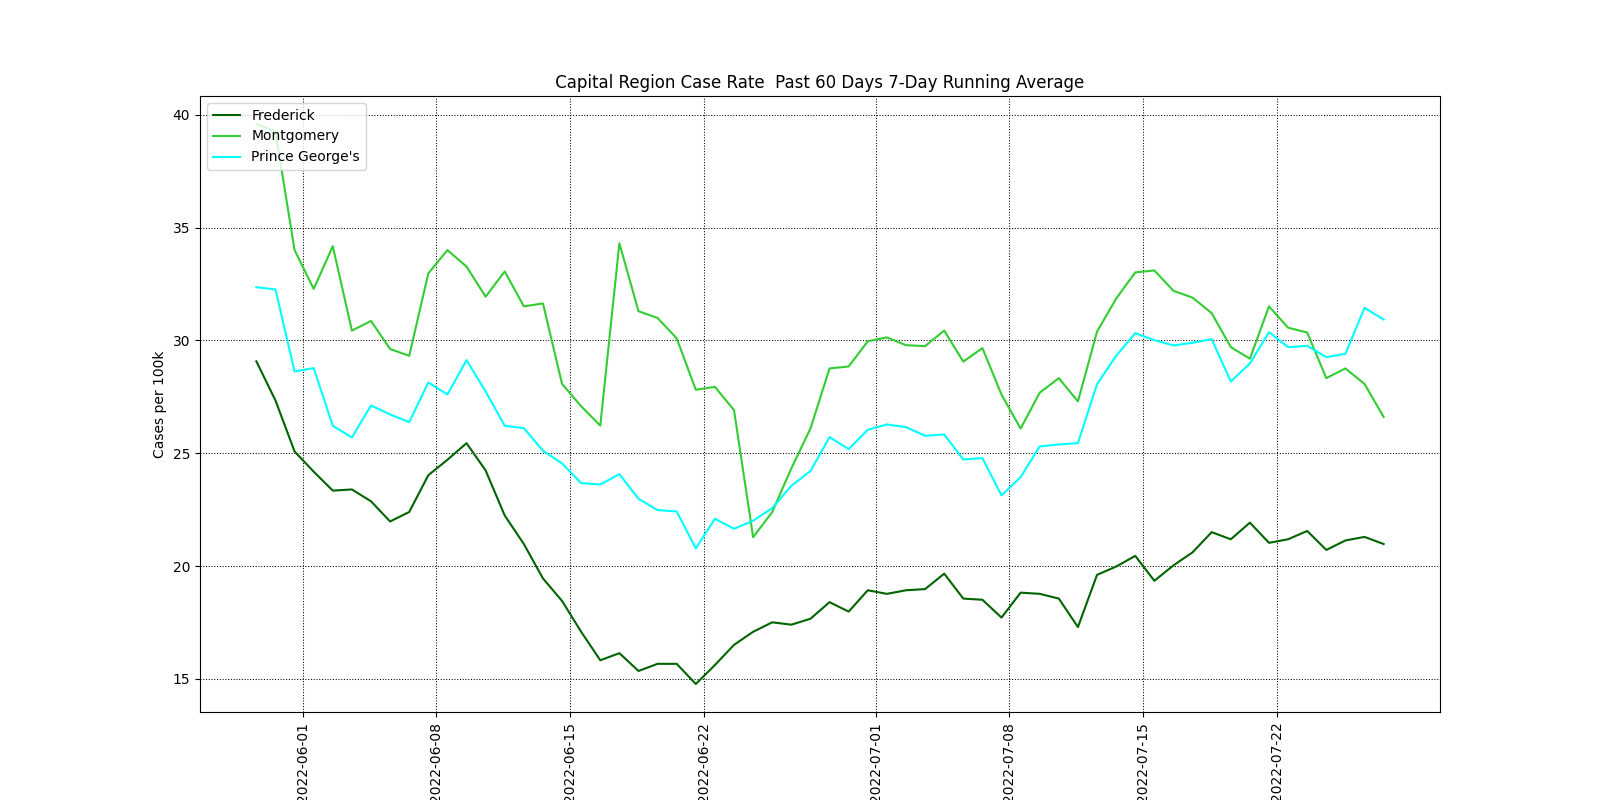 Capital Region Case Rate  Past 60 Days 7-Day Running Average
Frederick
Montgomery
Prince George's
Cases per 100k
40
35
30
25
20
15
2022-06-01
2022-06-08
2022-06-15
2022-06-22
2022-07-01
2022-07-08
2022-07-15
2022-07-22